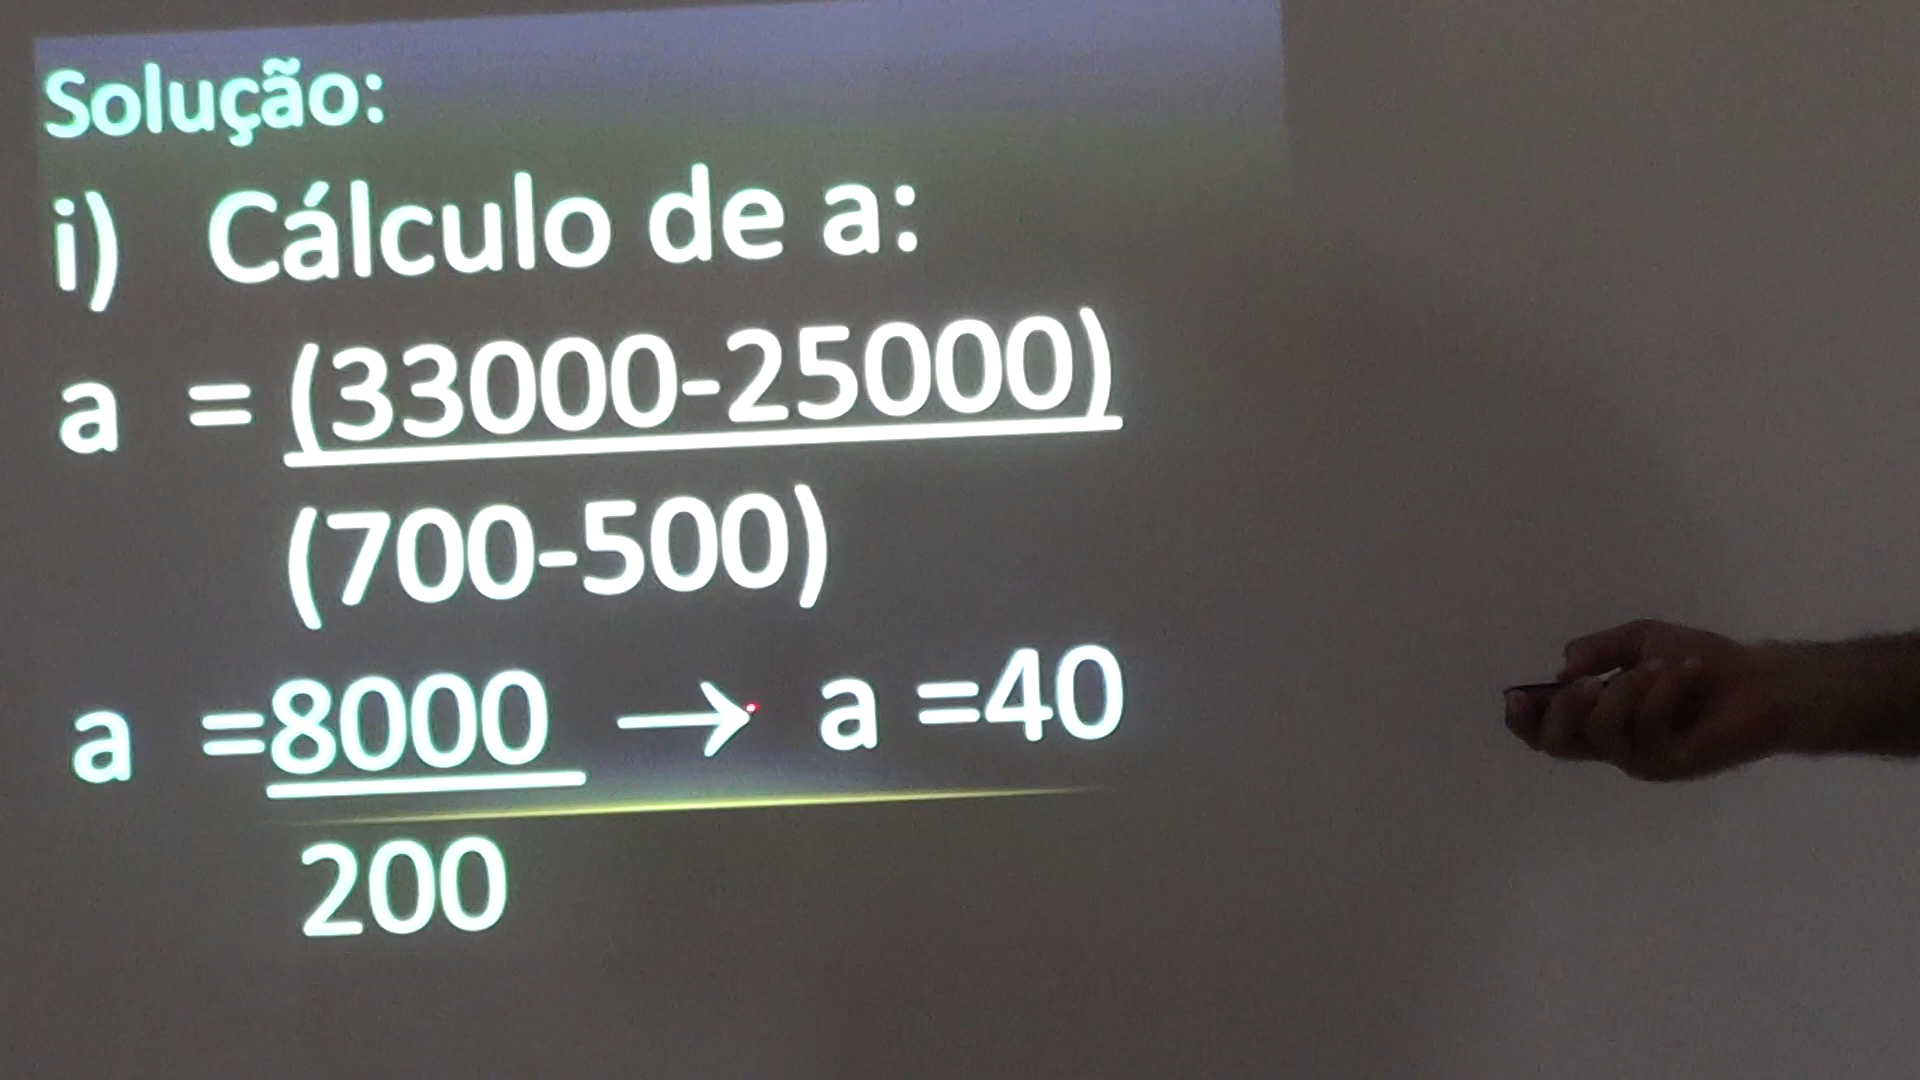 Solução:
i) Cálculo de a:
a = (33000-25000)
(700-500)
a =8000 → a =40
200